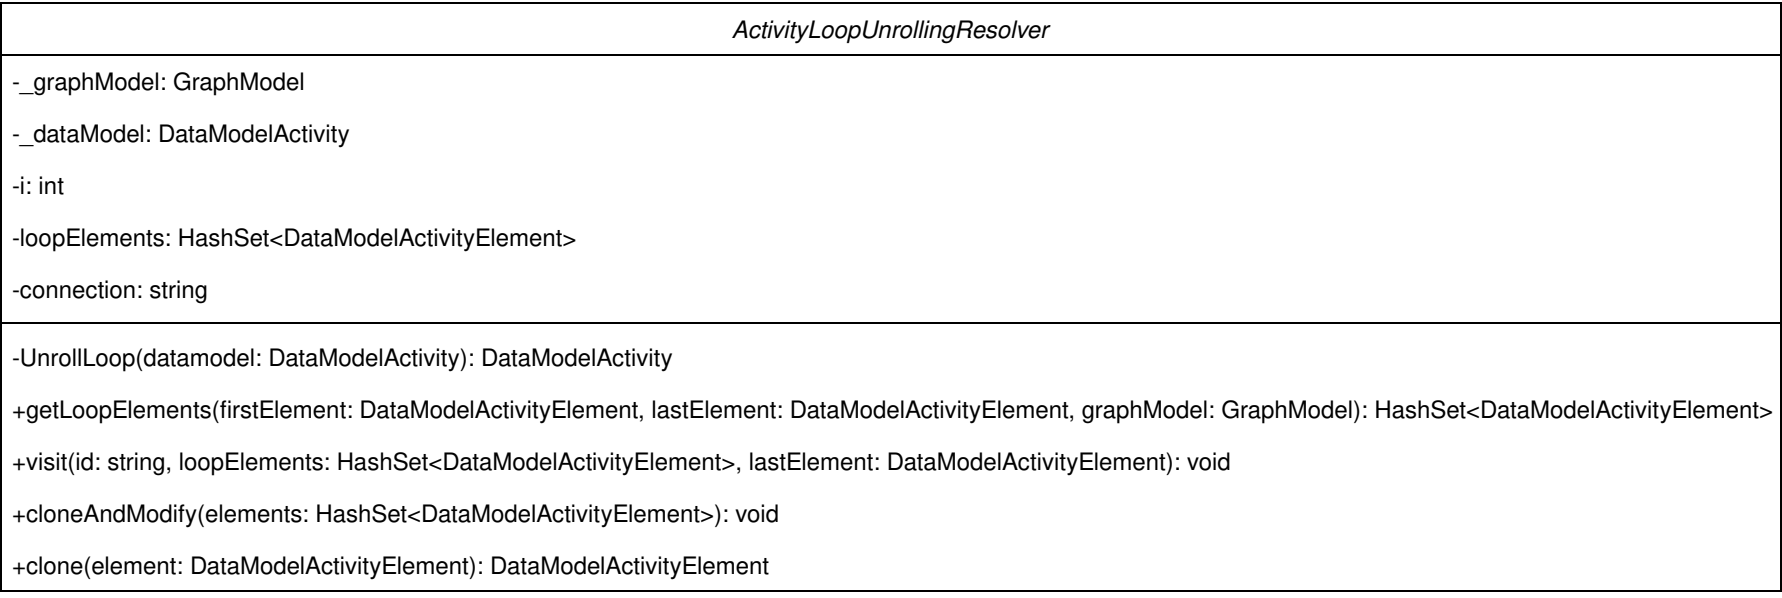 ActivityLoopUnrollingResolver
-_graphModel: GraphModel
-_dataModel: DataModelActivity
-i: int
-loopElements: HashSet<DataModelActivityElement>
-connection: string
-UnrollLoop(datamodel: DataModelActivity): DataModelActivity
+getLoopElements(firstElement: DataModelActivityElement, lastElement: DataModelActivityElement, graphModel: GraphModel): HashSet<DataModelActivityElement>
+visit(id: string, loopElements: HashSet<DataModelActivityElement>, lastElement: DataModelActivityElement): void
+cloneAndModify(elements: HashSet<DataModelActivityElement>): void
+clone(element: DataModelActivityElement): DataModelActivityElement